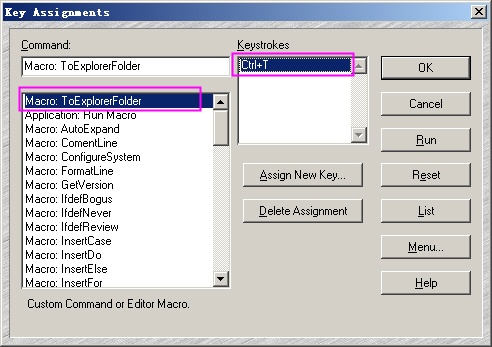 Key Assignments
Command:
Macro: ToExplorerFolder
Macro: ToExplorerFolder
Application: Run Macro
Macro: AutoExpand
Macro: ComentLine
Macro: ConfigureSystem
Macro: FormatLine
Macro: GetVersion
Macro: IfdefBogus
Macro: IfdefNever
Macro: IfdefReview
Macro: InsertCase
Macro: InsertDo
Macro: InsertElse
Macro: InsertFor
Custom Command or Editor Macro.
Keystrokes
Ctrl+T
Assign New Key...
Delete Assignment
OK
Cancel
Run
Reset
List
Menu...
Help